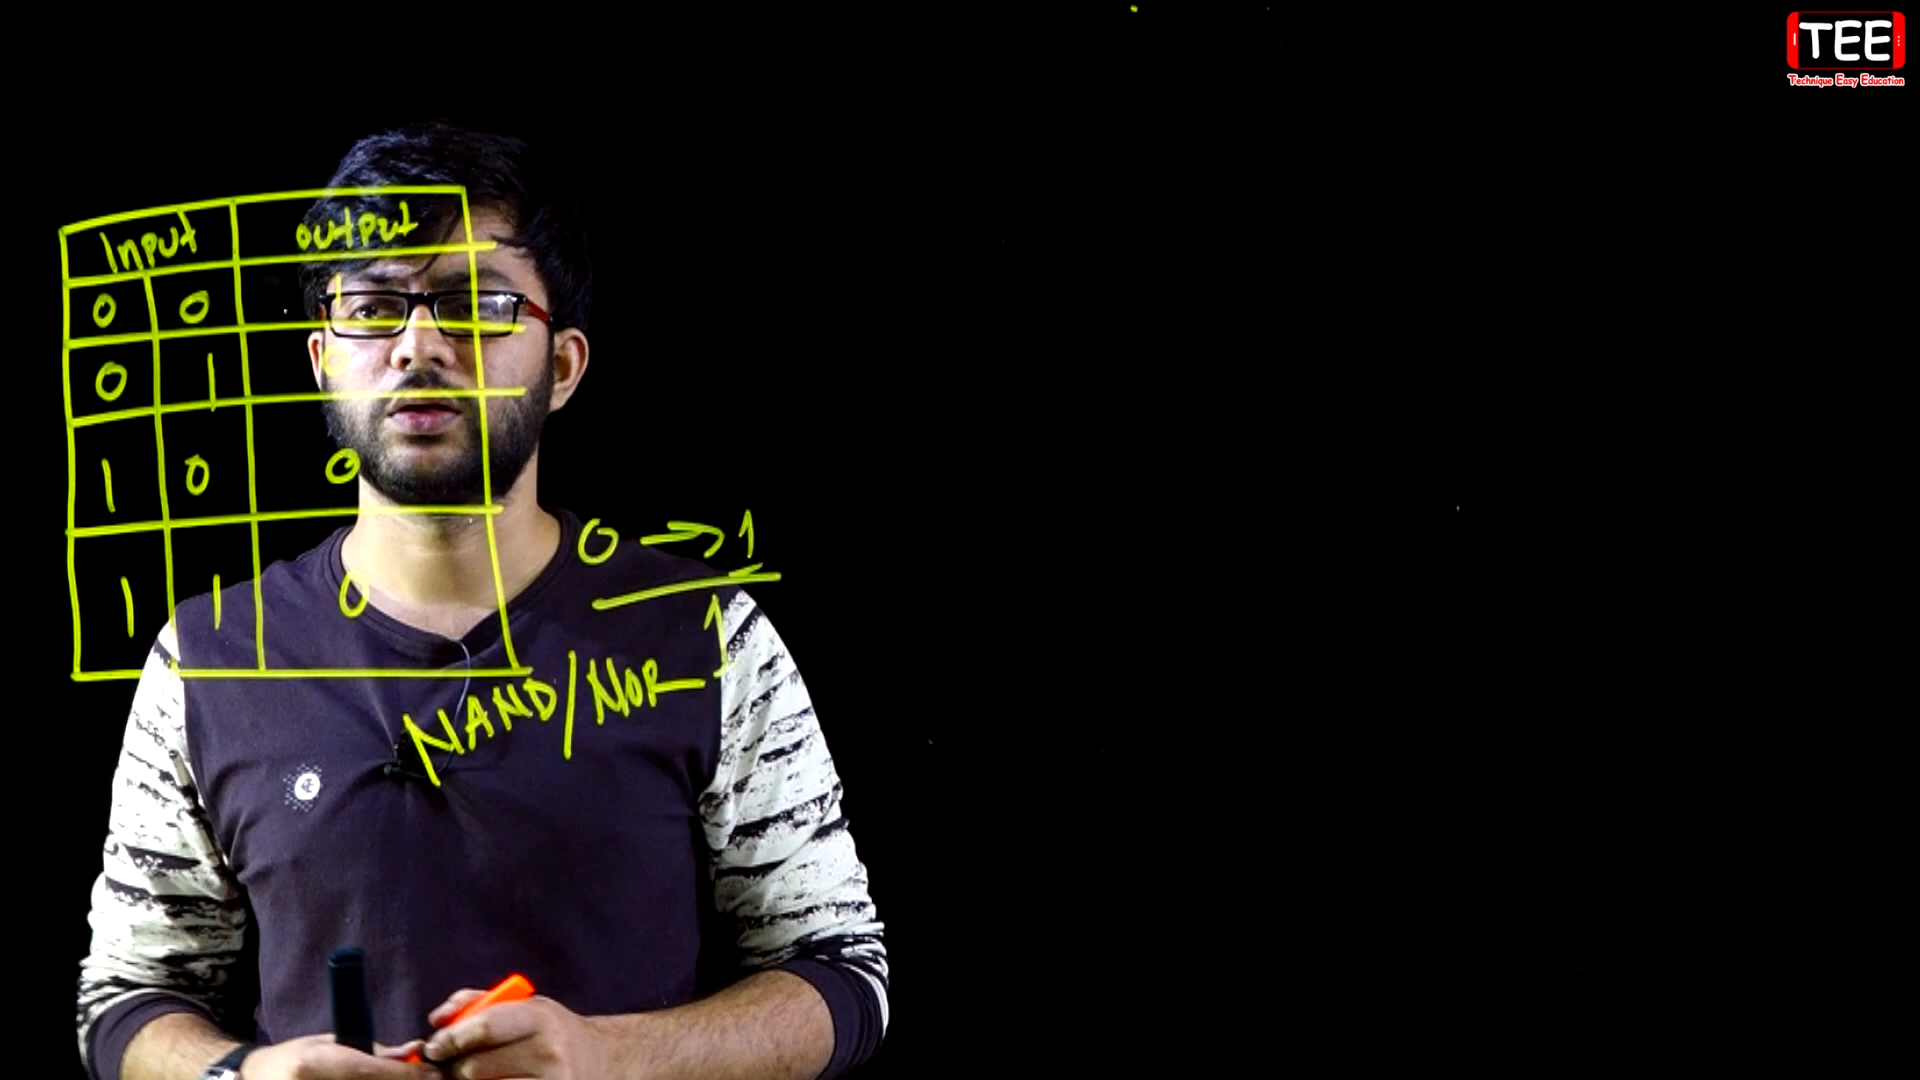 TEE
Technique Easy Education
Input output
0 0 1
0 1 0
1 0 0
1 1 0
0 → 1
1
NAND/NOR